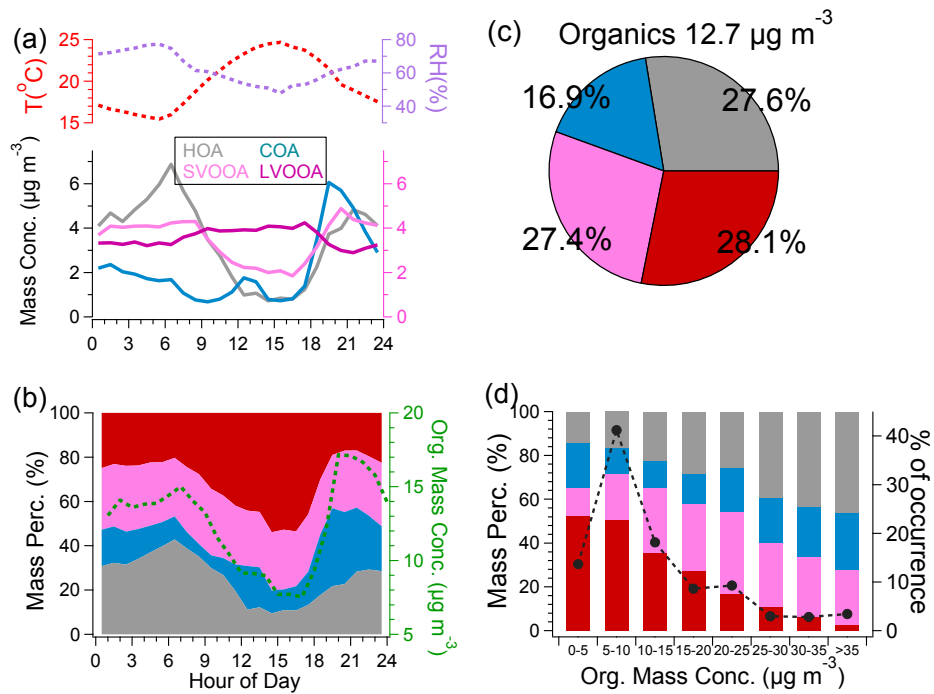 (a)
25
20
15
T(°C)
80
60
40
RH(%)
HOA COA
SVOOA LVOOA
Mass Conc. (µg m⁻³)
6
4
2
0
6
4
2
0
0 3 6 9 12 15 18 21 24
(c) Organics 12.7 µg m⁻³
16.9% 27.6%
27.4% 28.1%
(b)
100
80
60
40
20
0
Mass Perc. (%)
20
15
10
5
Org. Mass Conc. (µg m⁻³)
0 3 6 9 12 15 18 21 24
Hour of Day
(d)
100
80
60
40
20
0
Mass Perc. (%)
40
30
20
10
0
% of occurrence
0-5 5-10 10-15 15-20 20-25 25-30 30-35 >35
Org. Mass Conc. (µg m⁻³)